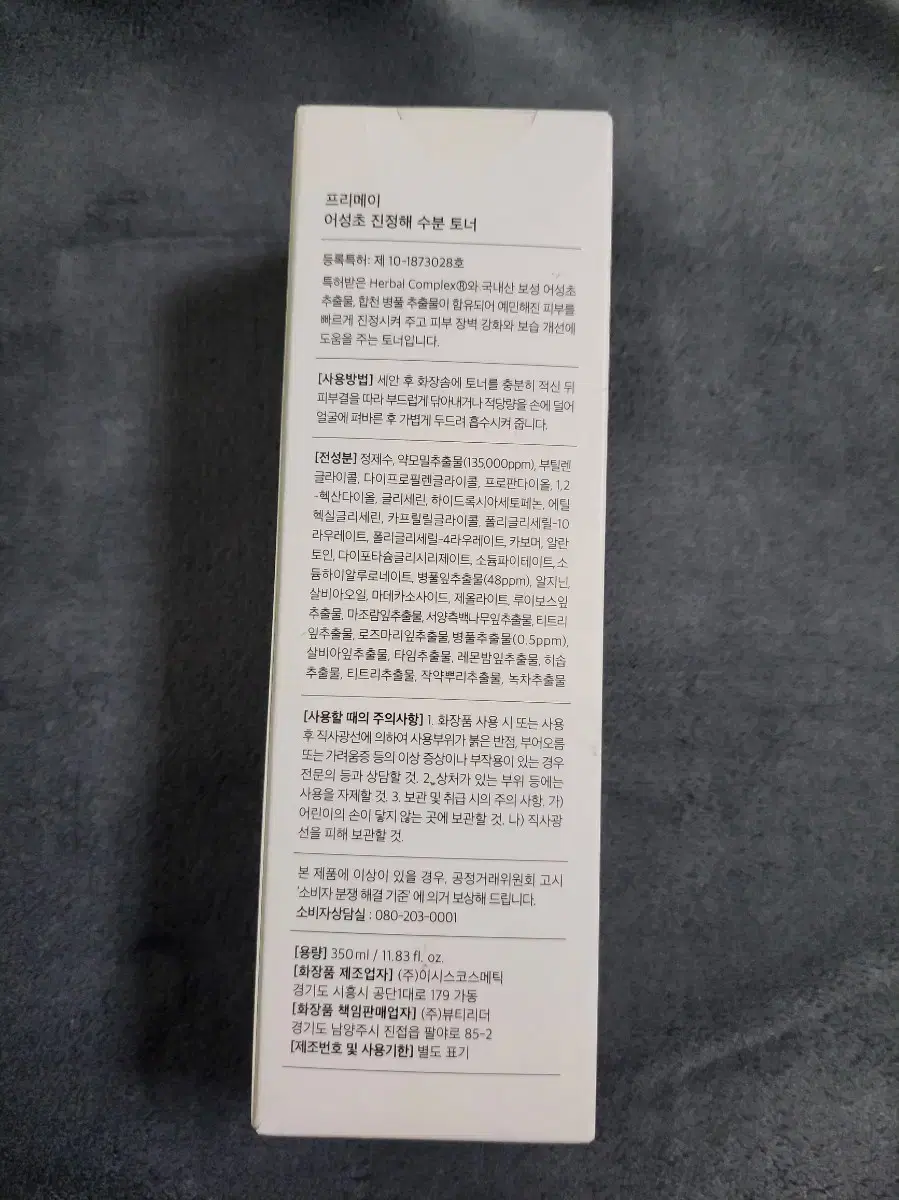 프리메이
어성초 진정해 수분 토너
등록특허: 제 10-1873028호
특허받은 Herbal Complex®와 국내산 보성 어성초
추출물, 합천 병풀 추출물이 함유되어 예민해진 피부를
빠르게 진정시켜 주고 피부 장벽 강화와 보습 개선에
도움을 주는 토너입니다.
[사용방법] 세안 후 화장솜에 토너를 충분히 적신 뒤
피부결을 따라 부드럽게 닦아내거나 적당량을 손에 덜어
얼굴에 펴바른 후 가볍게 두드려 흡수시켜 줍니다.
[전성분] 정제수, 약모밀추출물(135,000ppm), 부틸렌
글라이콜, 다이프로필렌글라이콜, 프로판다이올, 1,2
-헥산다이올, 글리세린, 하이드록시아세토페논, 에틸
헥실글리세린, 카프릴릴글라이콜, 폴리글리세릴-10
라우레이트, 폴리글리세릴-4라우레이트, 카보머, 알란
토인, 다이포타슘글리시리제이트, 소듐파이테이트, 소
듐하이알루로네이트, 병풀잎추출물(48ppm), 알지닌,
살비아오일, 마데카소사이드, 제올라이트, 루이보스잎
추출물, 마조람잎추출물, 서양측백나무잎추출물, 티트리
잎추출물, 로즈마리잎추출물, 병풀추출물(0.5ppm),
살비아잎추출물, 타임추출물, 레몬밤잎추출물, 히솝
추출물, 티트리추출물, 작약뿌리추출물, 녹차추출물
[사용할 때의 주의사항] 1. 화장품 사용 시 또는 사용
후 직사광선에 의하여 사용부위가 붉은 반점, 부어오름
또는 가려움증 등의 이상 증상이나 부작용이 있는 경우
전문의 등과 상담할 것. 2. 상처가 있는 부위 등에는
사용을 자제할 것. 3. 보관 및 취급 시의 주의 사항. 가)
어린이의 손이 닿지 않는 곳에 보관할 것. 나) 직사광
선을 피해 보관할 것.
본 제품에 이상이 있을 경우, 공정거래위원회 고시
'소비자 분쟁 해결 기준' 에 의거 보상해 드립니다.
소비자상담실 : 080-203-0001
[용량] 350ml / 11.83 fl. oz.
[화장품 제조업자] (주)이시스코스메틱
경기도 시흥시 공단1대로 179 가동
[화장품 책임판매업자] (주)뷰티리더
경기도 남양주시 진접읍 팔야로 85-2
[제조번호 및 사용기한] 별도 표기